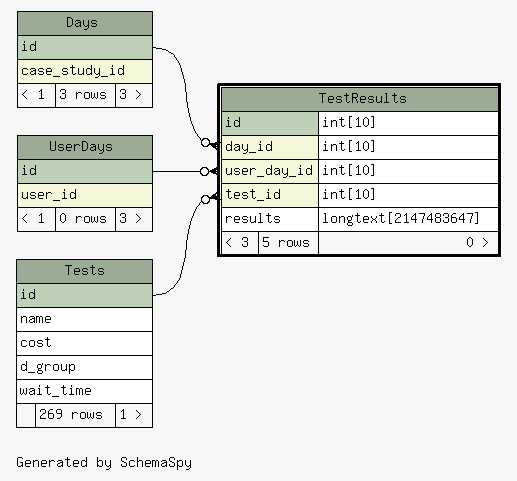 Days
id
case_study_id
< 1 3 rows 3 >
UserDays
id
user_id
< 1 0 rows 3 >
Tests
id
name
cost
d_group
wait_time
269 rows 1 >
TestResults
id int[10]
day_id int[10]
user_day_id int[10]
test_id int[10]
results longtext[2147483647]
< 3 5 rows 0 >
Generated by SchemaSpy